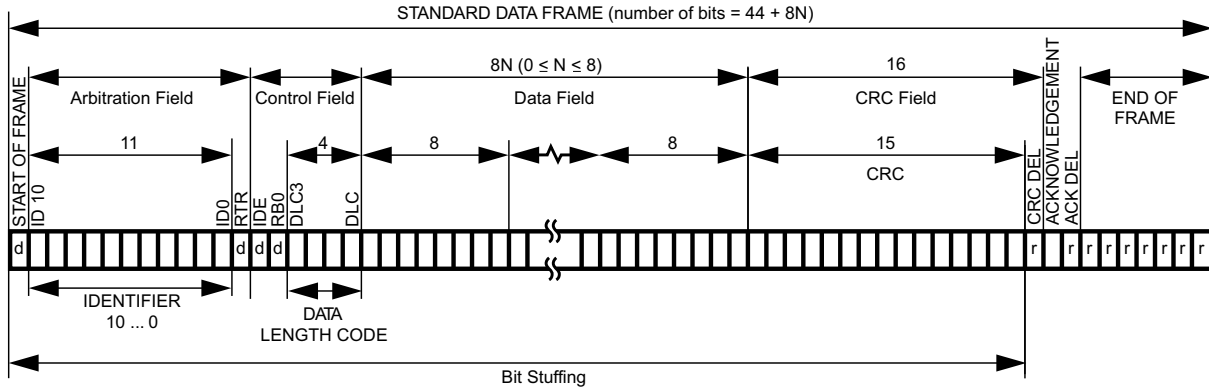 STANDARD DATA FRAME (number of bits = 44 + 8N)
8N (0 ≤ N ≤ 8)
16
Arbitration Field
Control Field
Data Field
CRC Field
END OF
FRAME
11
4
8
8
15
CRC
START OF FRAME
ID 10
ID0
RTR
IDE
RB0
DLC3
DLC
CRC DEL
ACKNOWLEDGEMENT
ACK DEL
d d d d r r r r r r r r r
IDENTIFIER
10 ... 0
DATA
LENGTH CODE
Bit Stuffing